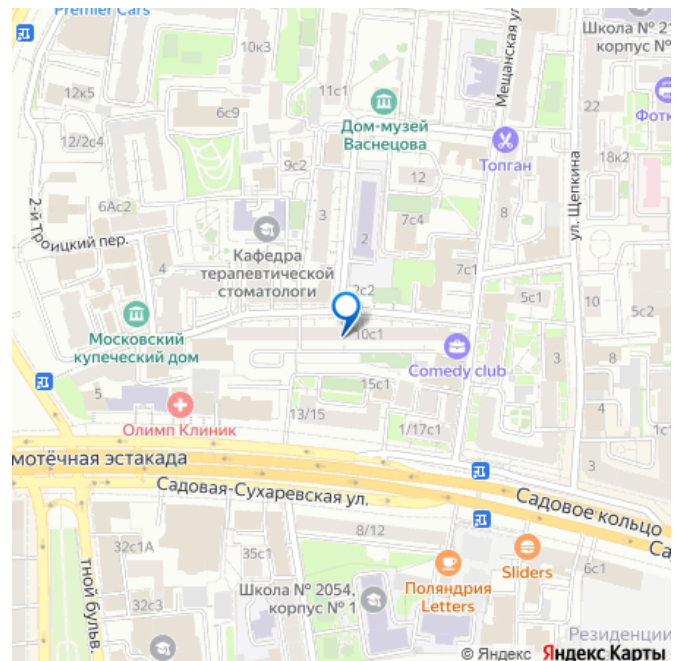 Premier Cars
10к3
Школа № 21
корпус №
12к5
11с1
Мещанская ул
6с9
22
Дом-музей
Васнецова
Фотк
12/2с4
Топган
18к2
9с2
12
6Ас2
3
7с4
8
ул. Щепкина
2-й Троицкий пер.
2
4
Кафедра
терапевтической
стоматологи
7с1
2с2
5с1
10
5с2
Московский
купеческий дом
10с1
Comedy club
3
8
5
15с1
3
Олимп Клиник
13/15
1/17с1
4
1с1
мотёчная эстакада
3
Садовая-Сухаревская ул.
Садовое кольцо
Са
8/12
32с1А
35с1
Sliders
6с1
тной бульв.
Школа № 2054,
корпус № 1
Поляндрия
Letters
32с3
Резиденции
© Яндекс Яндекс Карты